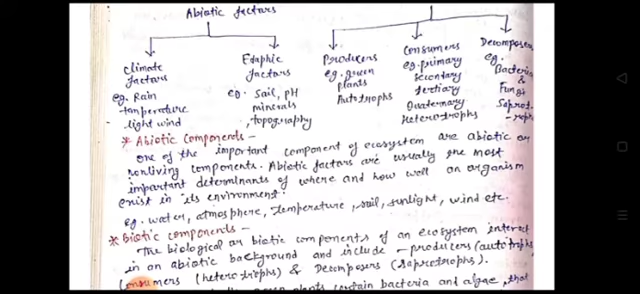 Abiotic factors
Climate factors
eg. Rain
temperature
light wind
Edaphic factors
eg. Soil, PH
minerals
, topography
Producers
eg. green
plants
Autotrophs
Consumers
eg. primary
secondary
tertiary
Quaternary
Heterotrophs
Decomposers
eg.
Bacteria
&
Fungi
Saprot-
-rophs
* Abiotic Components -
One of the important component of ecosystem are abiotic or
nonliving components. Abiotic factors are usually the most
important determinants of where and how well an organism
exist in its environment.
eg. water, atmosphere, temperature, soil, sunlight, wind etc.
* Biotic components -
The biological or biotic components of an ecosystem interact
in an abiotic background and include - producers (autotrophs
Consumers (heterotrophs) & Decomposers (saprotrophs).
green plants contain bacteria and algae, that